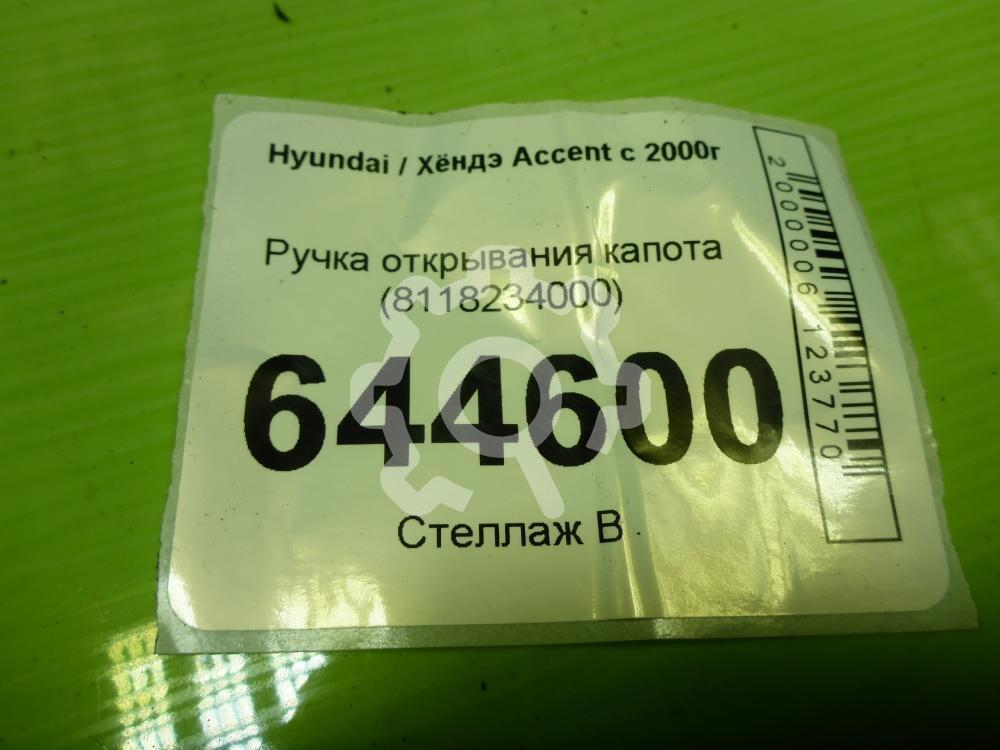 Hyundai / Хёндэ Accent с 2000г
Ручка открывания капота
(8118234000)
644600
Стеллаж В
2000006123770